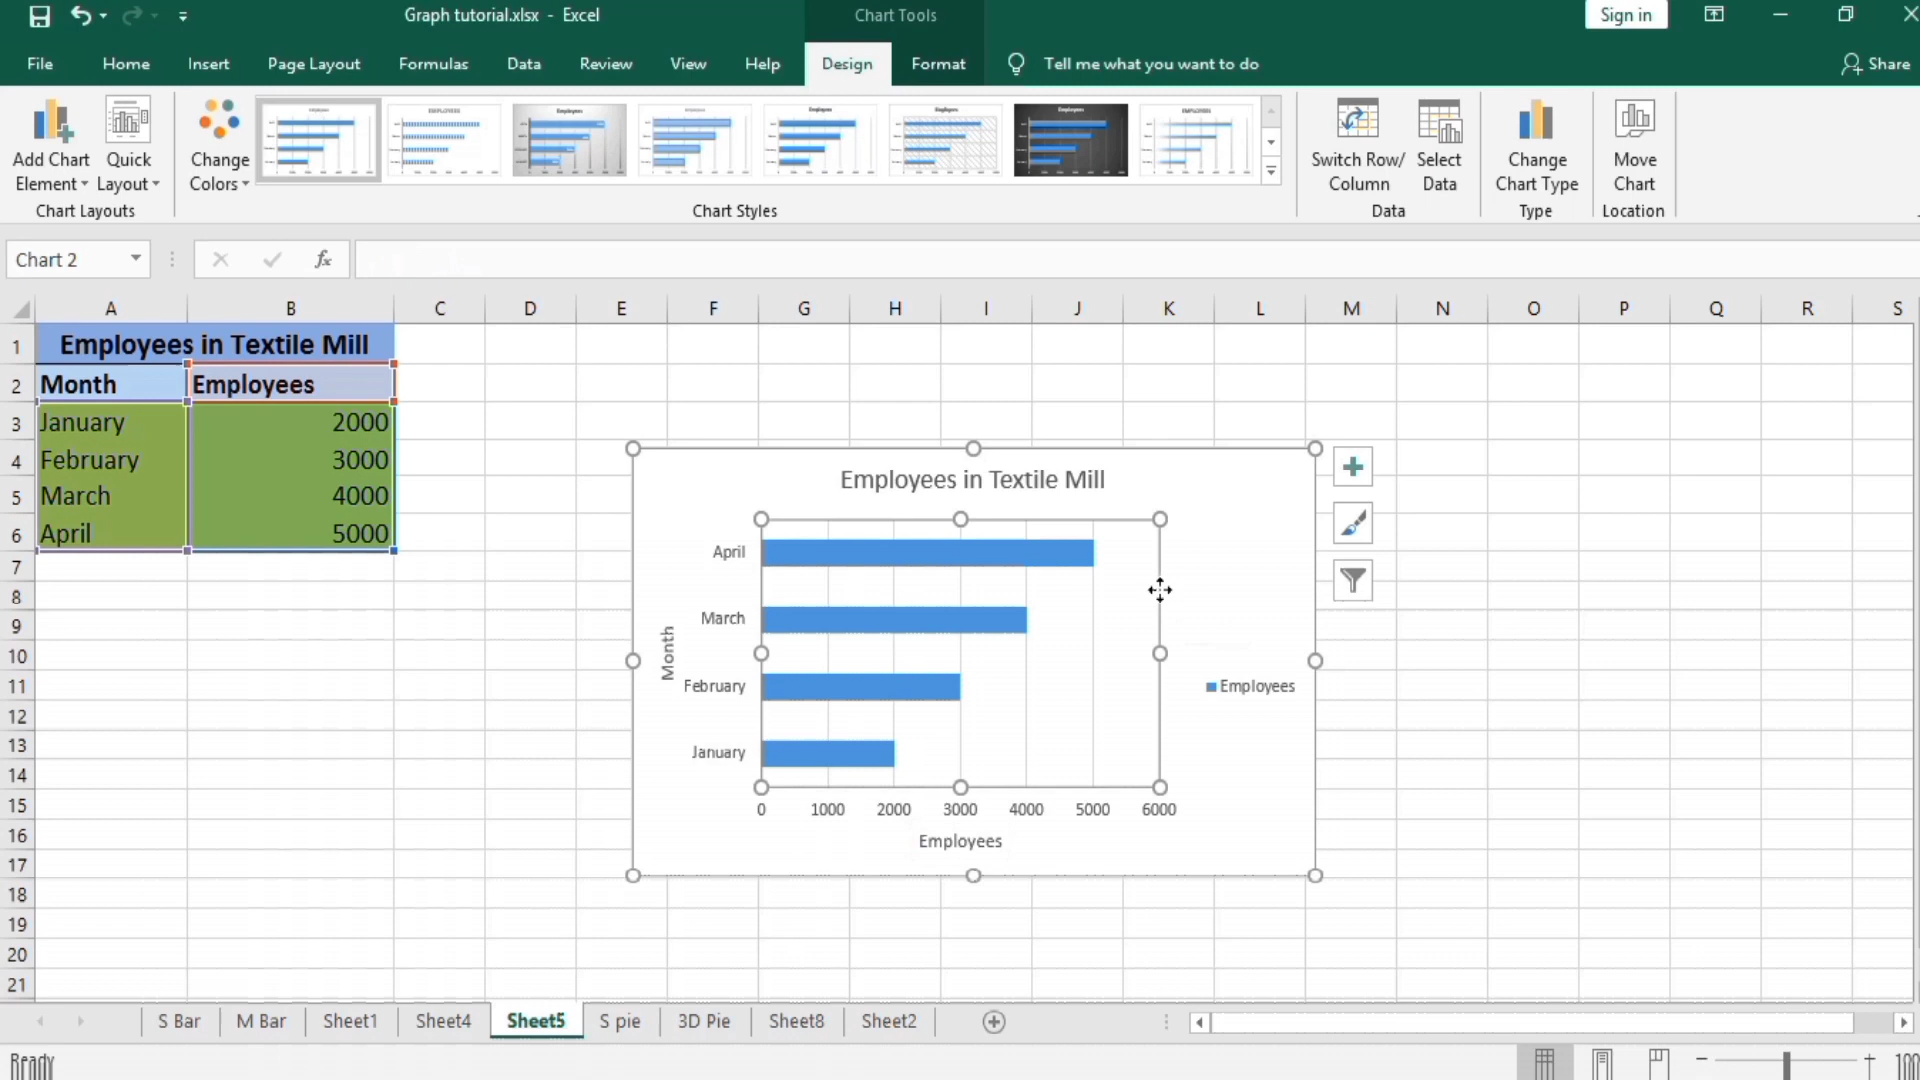 Graph tutorial.xlsx - Excel
Chart Tools
Sign in
File Home Insert Page Layout Formulas Data Review View Help Design Format Tell me what you want to do Share
Add Chart Element
Quick Layout
Chart Layouts
Change Colors
Chart Styles
Switch Row/ Column
Select Data
Data
Change Chart Type
Type
Move Chart
Location
Chart 2
fx
A B C D E F G H I J K L M N O P Q R S
1 Employees in Textile Mill
2 Month Employees
3 January 2000
4 February 3000
5 March 4000
6 April 5000
7
8
9
10
11
12
13
14
15
16
17
18
19
20
21
Employees in Textile Mill
April
March
February
January
Month
0 1000 2000 3000 4000 5000 6000
Employees
Employees
S Bar M Bar Sheet1 Sheet4 Sheet5 S pie 3D Pie Sheet8 Sheet2
Ready
100